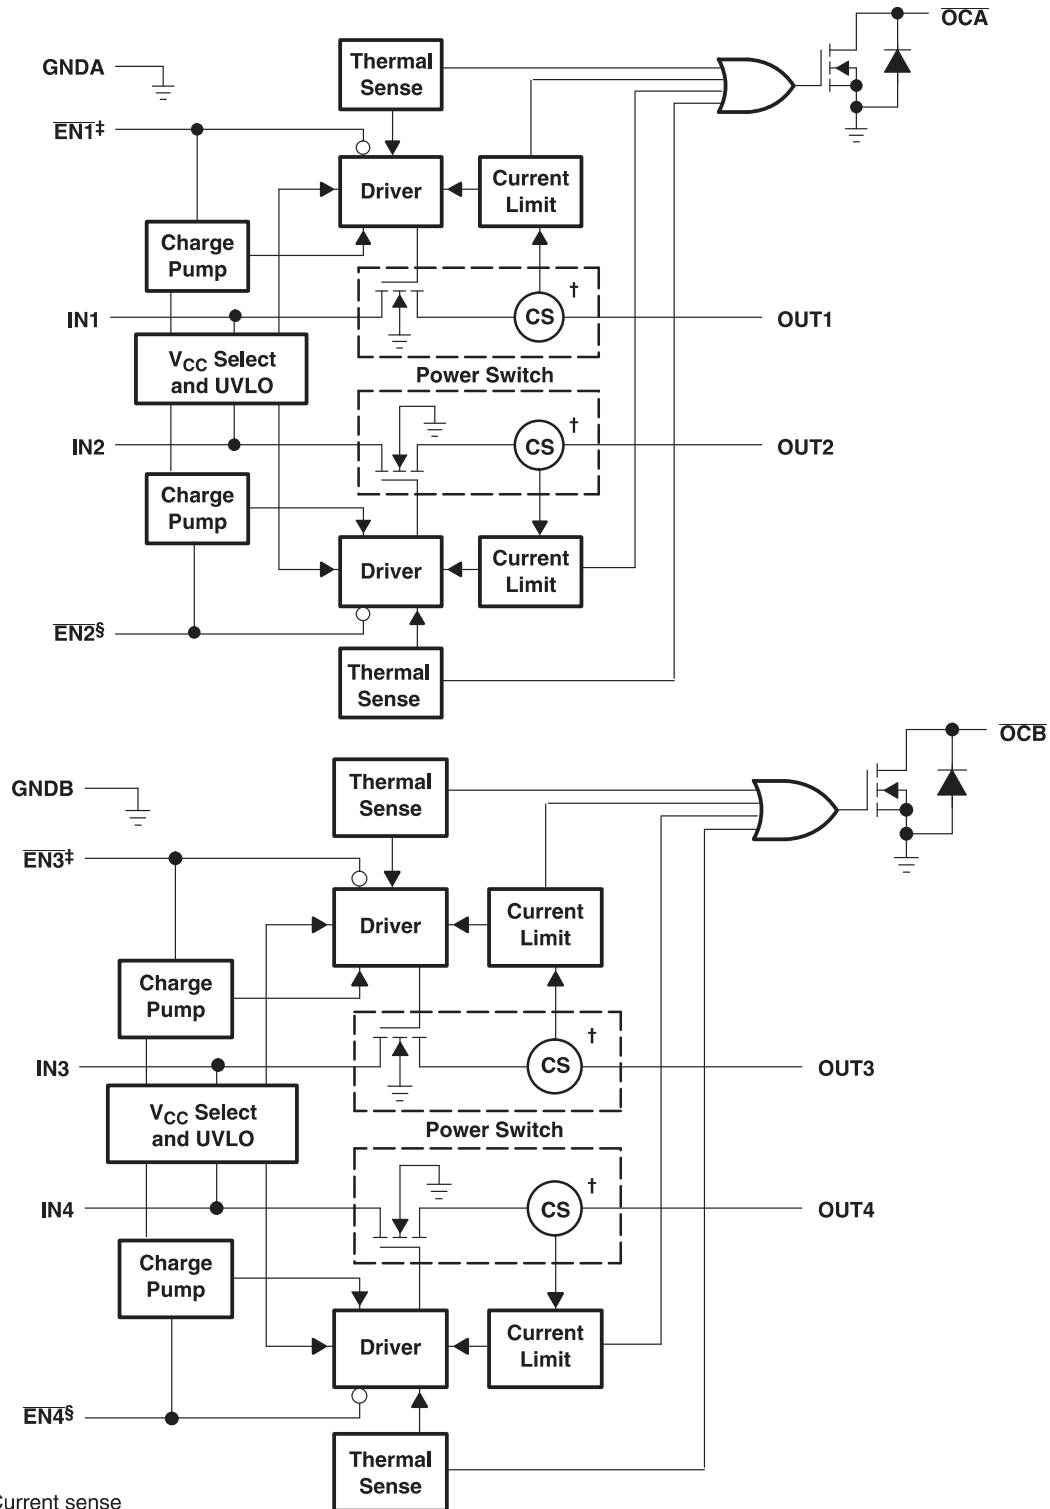 OCA
Thermal
Sense
GNDA
EN1‡
Driver
Current
Limit
Charge
Pump
†
IN1
CS
OUT1
VCC Select
and UVLO
Power Switch
†
IN2
CS
OUT2
Charge
Pump
Driver
Current
Limit
EN2§
Thermal
Sense
OCB
GNDB
Thermal
Sense
EN3‡
Driver
Current
Limit
Charge
Pump
†
IN3
CS
OUT3
VCC Select
and UVLO
Power Switch
†
IN4
CS
OUT4
Charge
Pump
Driver
Current
Limit
EN4§
Thermal
Sense
Current sense